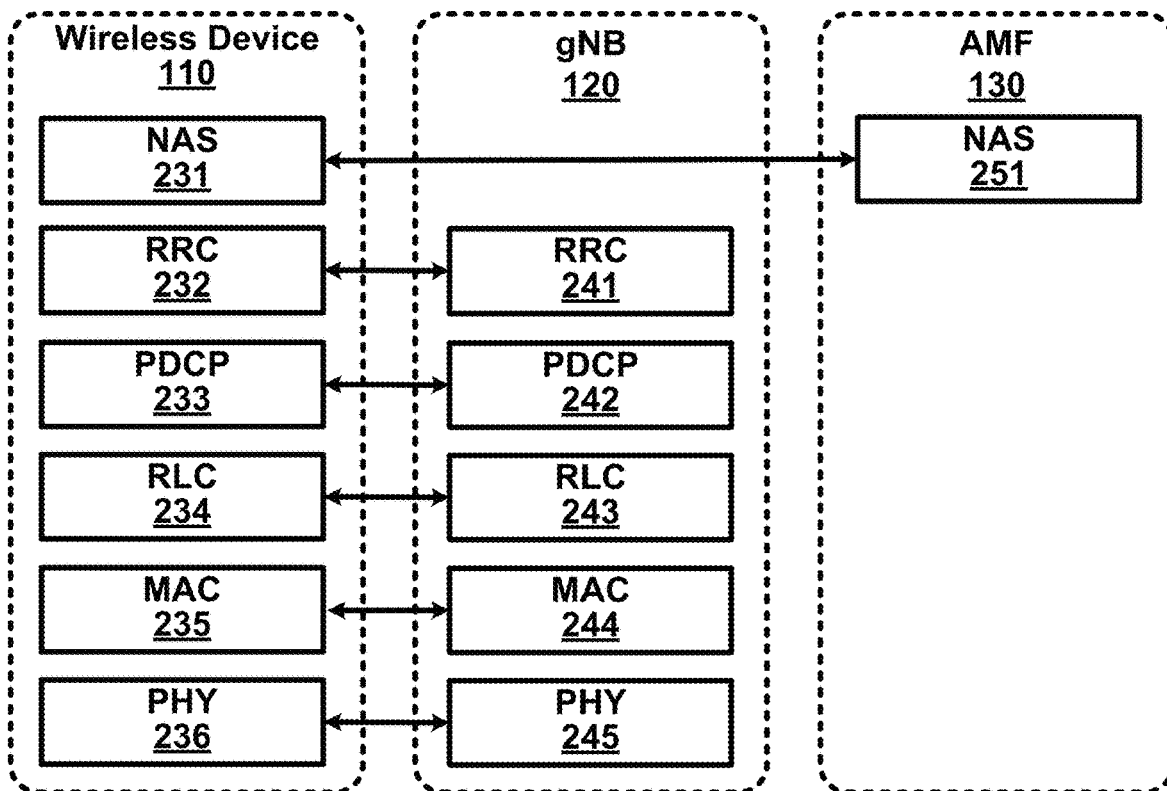 Wireless Device
110
gNB
120
AMF
130
NAS
231
NAS
251
RRC
232
RRC
241
PDCP
233
PDCP
242
RLC
234
RLC
243
MAC
235
MAC
244
PHY
236
PHY
245